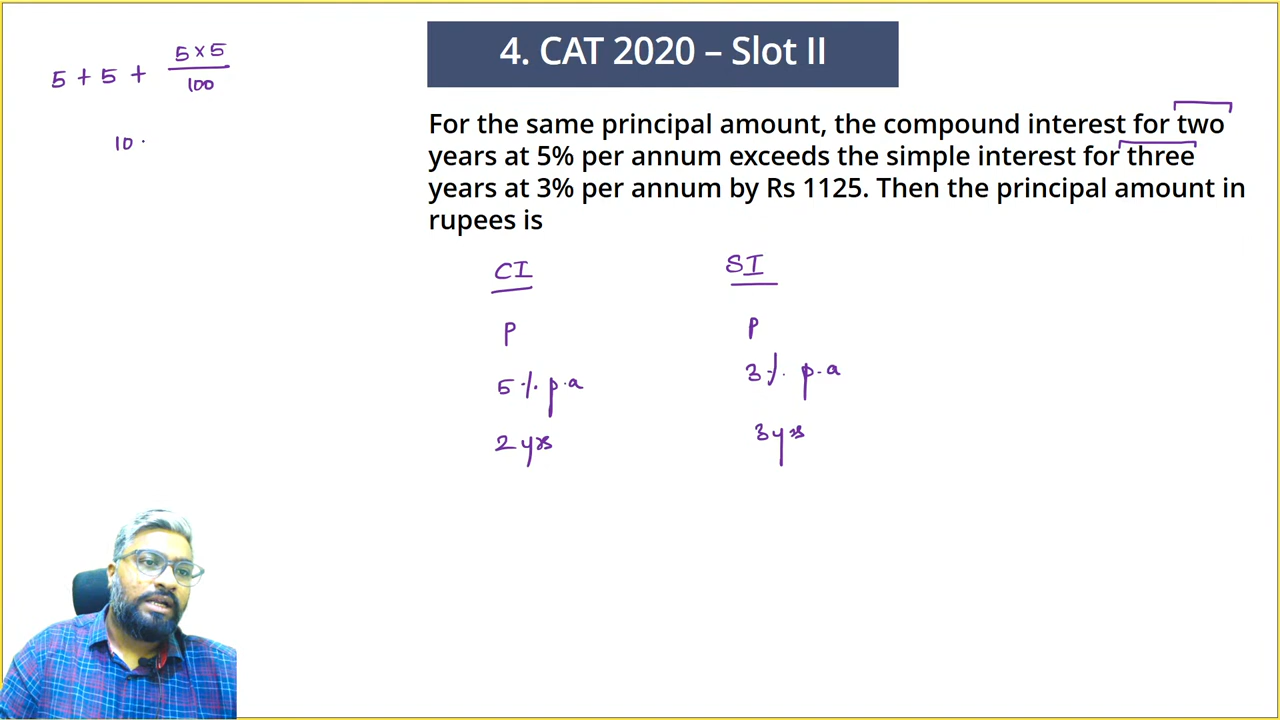 4. CAT 2020 – Slot II
5 + 5 + 5 × 5 / 100
10 ·
For the same principal amount, the compound interest for two
years at 5% per annum exceeds the simple interest for three
years at 3% per annum by Rs 1125. Then the principal amount in
rupees is
CI SI
P P
5 % p.a 3 % p.a
2 yrs 3 yrs